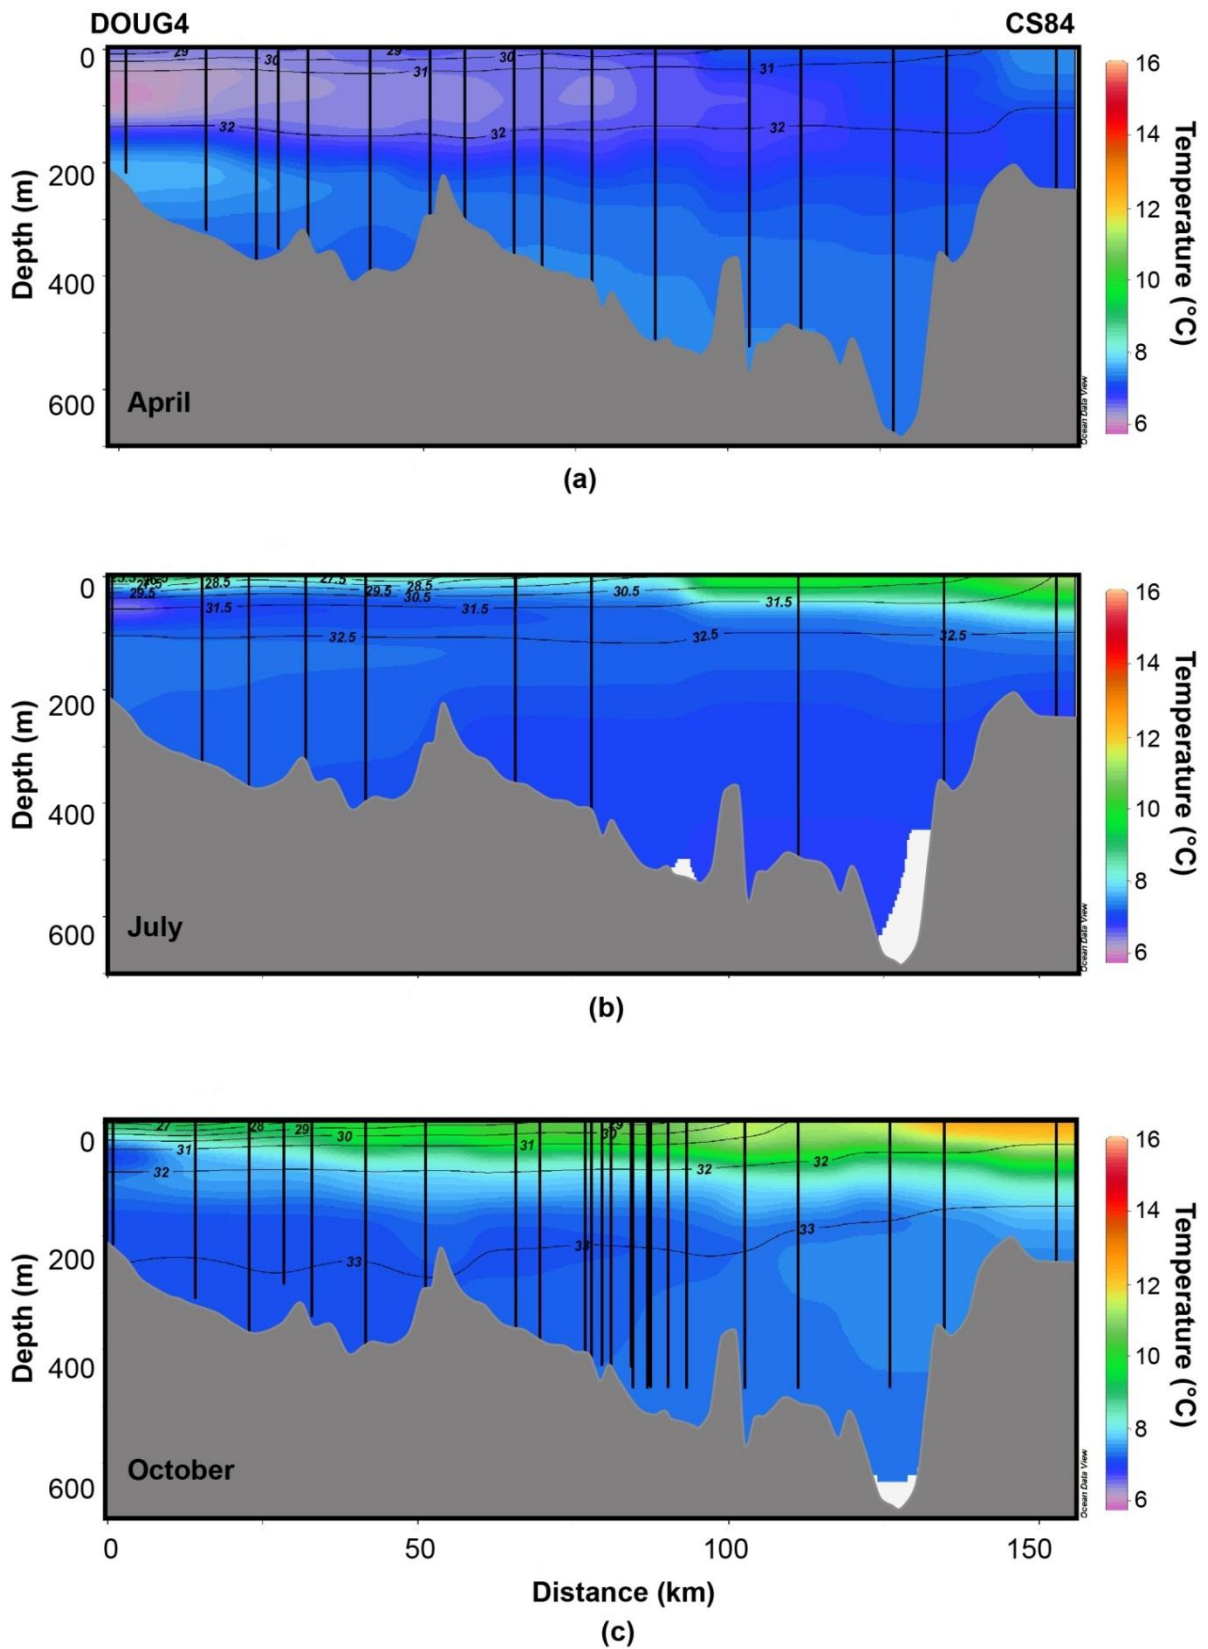 DOUG4 CS84
0 29 30 29 31 30 31 16
32 32 32 14
200 12
Depth (m) Temperature (°C)
400 10
8
600 April 6
Ocean Data View
(a)
0 28.5 27.5 28.5 16
29.5 31.5 29.5 30.5 31.5 30.5 31.5
32.5 32.5 32.5 14
200 12
Depth (m) Temperature (°C)
400 10
8
600 July 6
Ocean Data View
(b)
0 27 28 29 30 31 30 16
31 32 32 32 14
200 33 33 33 12
Depth (m) Temperature (°C)
400 10
8
600 October 6
Ocean Data View
0 50 100 150
Distance (km)
(c)